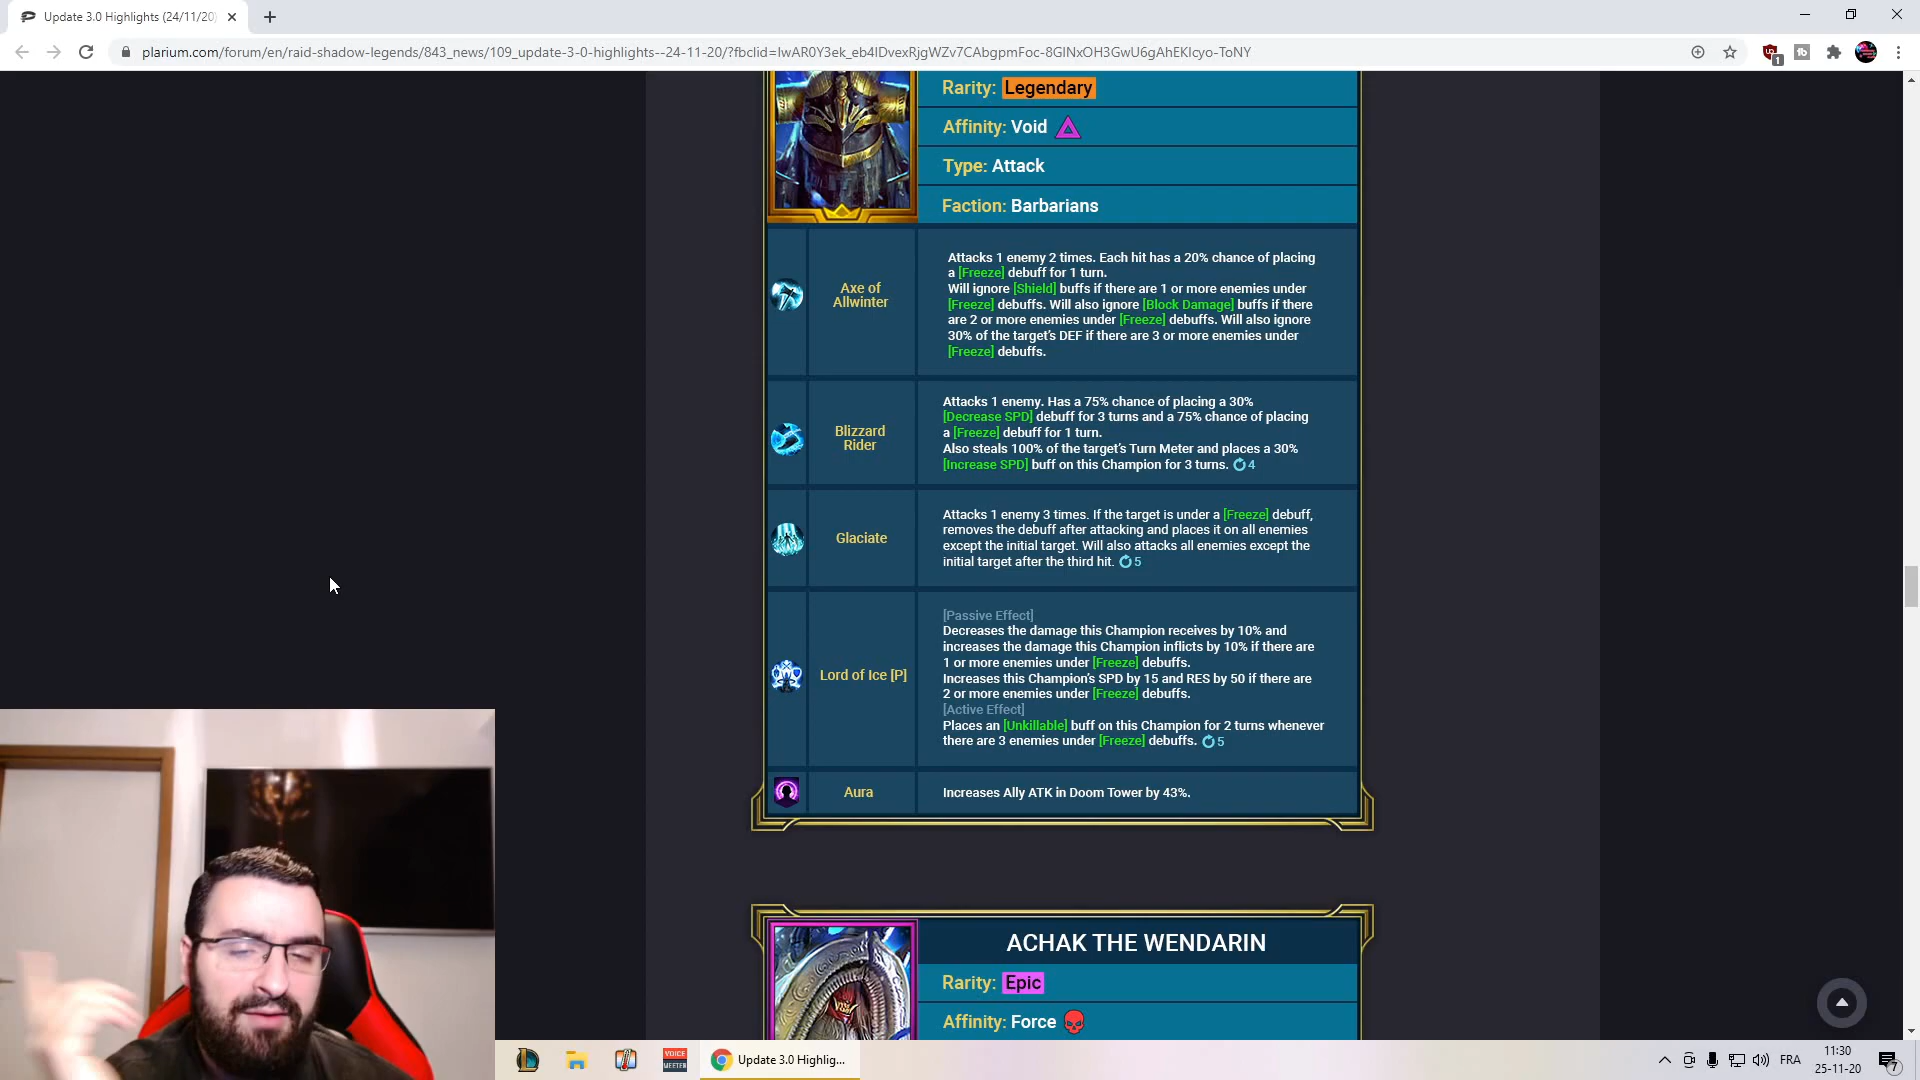 Update 3.0 Highlights (24/11/20)
plarium.com/forum/en/raid-shadow-legends/843_news/109_update-3-0-highlights--24-11-20/?fbclid=IwAR0Y3ek_eb4IDvexRjgWZv7CAbgpmFoc-8GINxOH3GwU6gAhEKIcyo-ToNY
1
Rarity: Legendary
Affinity: Void
Type: Attack
Faction: Barbarians
Axe of
Allwinter
Attacks 1 enemy 2 times. Each hit has a 20% chance of placing
a [Freeze] debuff for 1 turn.
Will ignore [Shield] buffs if there are 1 or more enemies under
[Freeze] debuffs. Will also ignore [Block Damage] buffs if there
are 2 or more enemies under [Freeze] debuffs. Will also ignore
30% of the target's DEF if there are 3 or more enemies under
[Freeze] debuffs.
Blizzard
Rider
Attacks 1 enemy. Has a 75% chance of placing a 30%
[Decrease SPD] debuff for 3 turns and a 75% chance of placing
a [Freeze] debuff for 1 turn.
Also steals 100% of the target's Turn Meter and places a 30%
[Increase SPD] buff on this Champion for 3 turns. 4
Glaciate
Attacks 1 enemy 3 times. If the target is under a [Freeze] debuff,
removes the debuff after attacking and places it on all enemies
except the initial target. Will also attacks all enemies except the
initial target after the third hit. 5
Lord of Ice [P]
[Passive Effect]
Decreases the damage this Champion receives by 10% and
increases the damage this Champion inflicts by 10% if there are
1 or more enemies under [Freeze] debuffs.
Increases this Champion's SPD by 15 and RES by 50 if there are
2 or more enemies under [Freeze] debuffs.
[Active Effect]
Places an [Unkillable] buff on this Champion for 2 turns whenever
there are 3 enemies under [Freeze] debuffs. 5
Aura
Increases Ally ATK in Doom Tower by 43%.
ACHAK THE WENDARIN
Rarity: Epic
Affinity: Force
VOICE
MEETER
Update 3.0 Highlig...
FRA
11:30
25-11-20
7